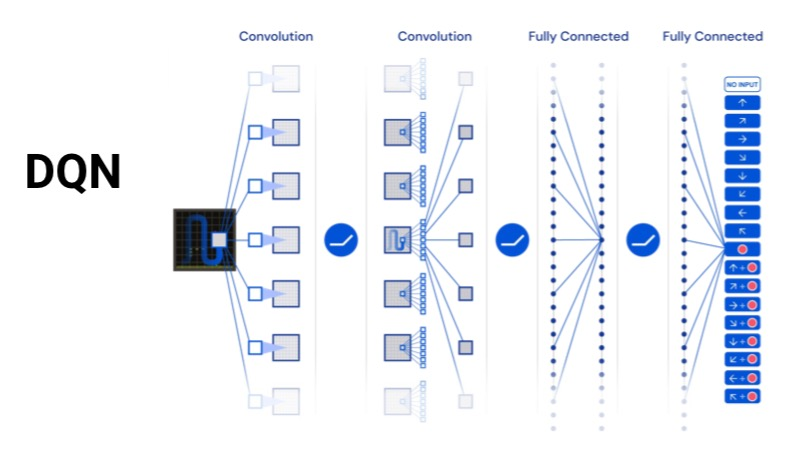 Convolution
Convolution
Fully Connected
Fully Connected
NO INPUT
DQN
↑
↗
→
↘
↓
↙
←
↖
↑+
↗+
→+
↘+
↓+
↙+
←+
↖+